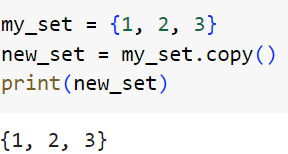 my_set = {1, 2, 3}
new_set = my_set.copy()
print(new_set)
{1, 2, 3}